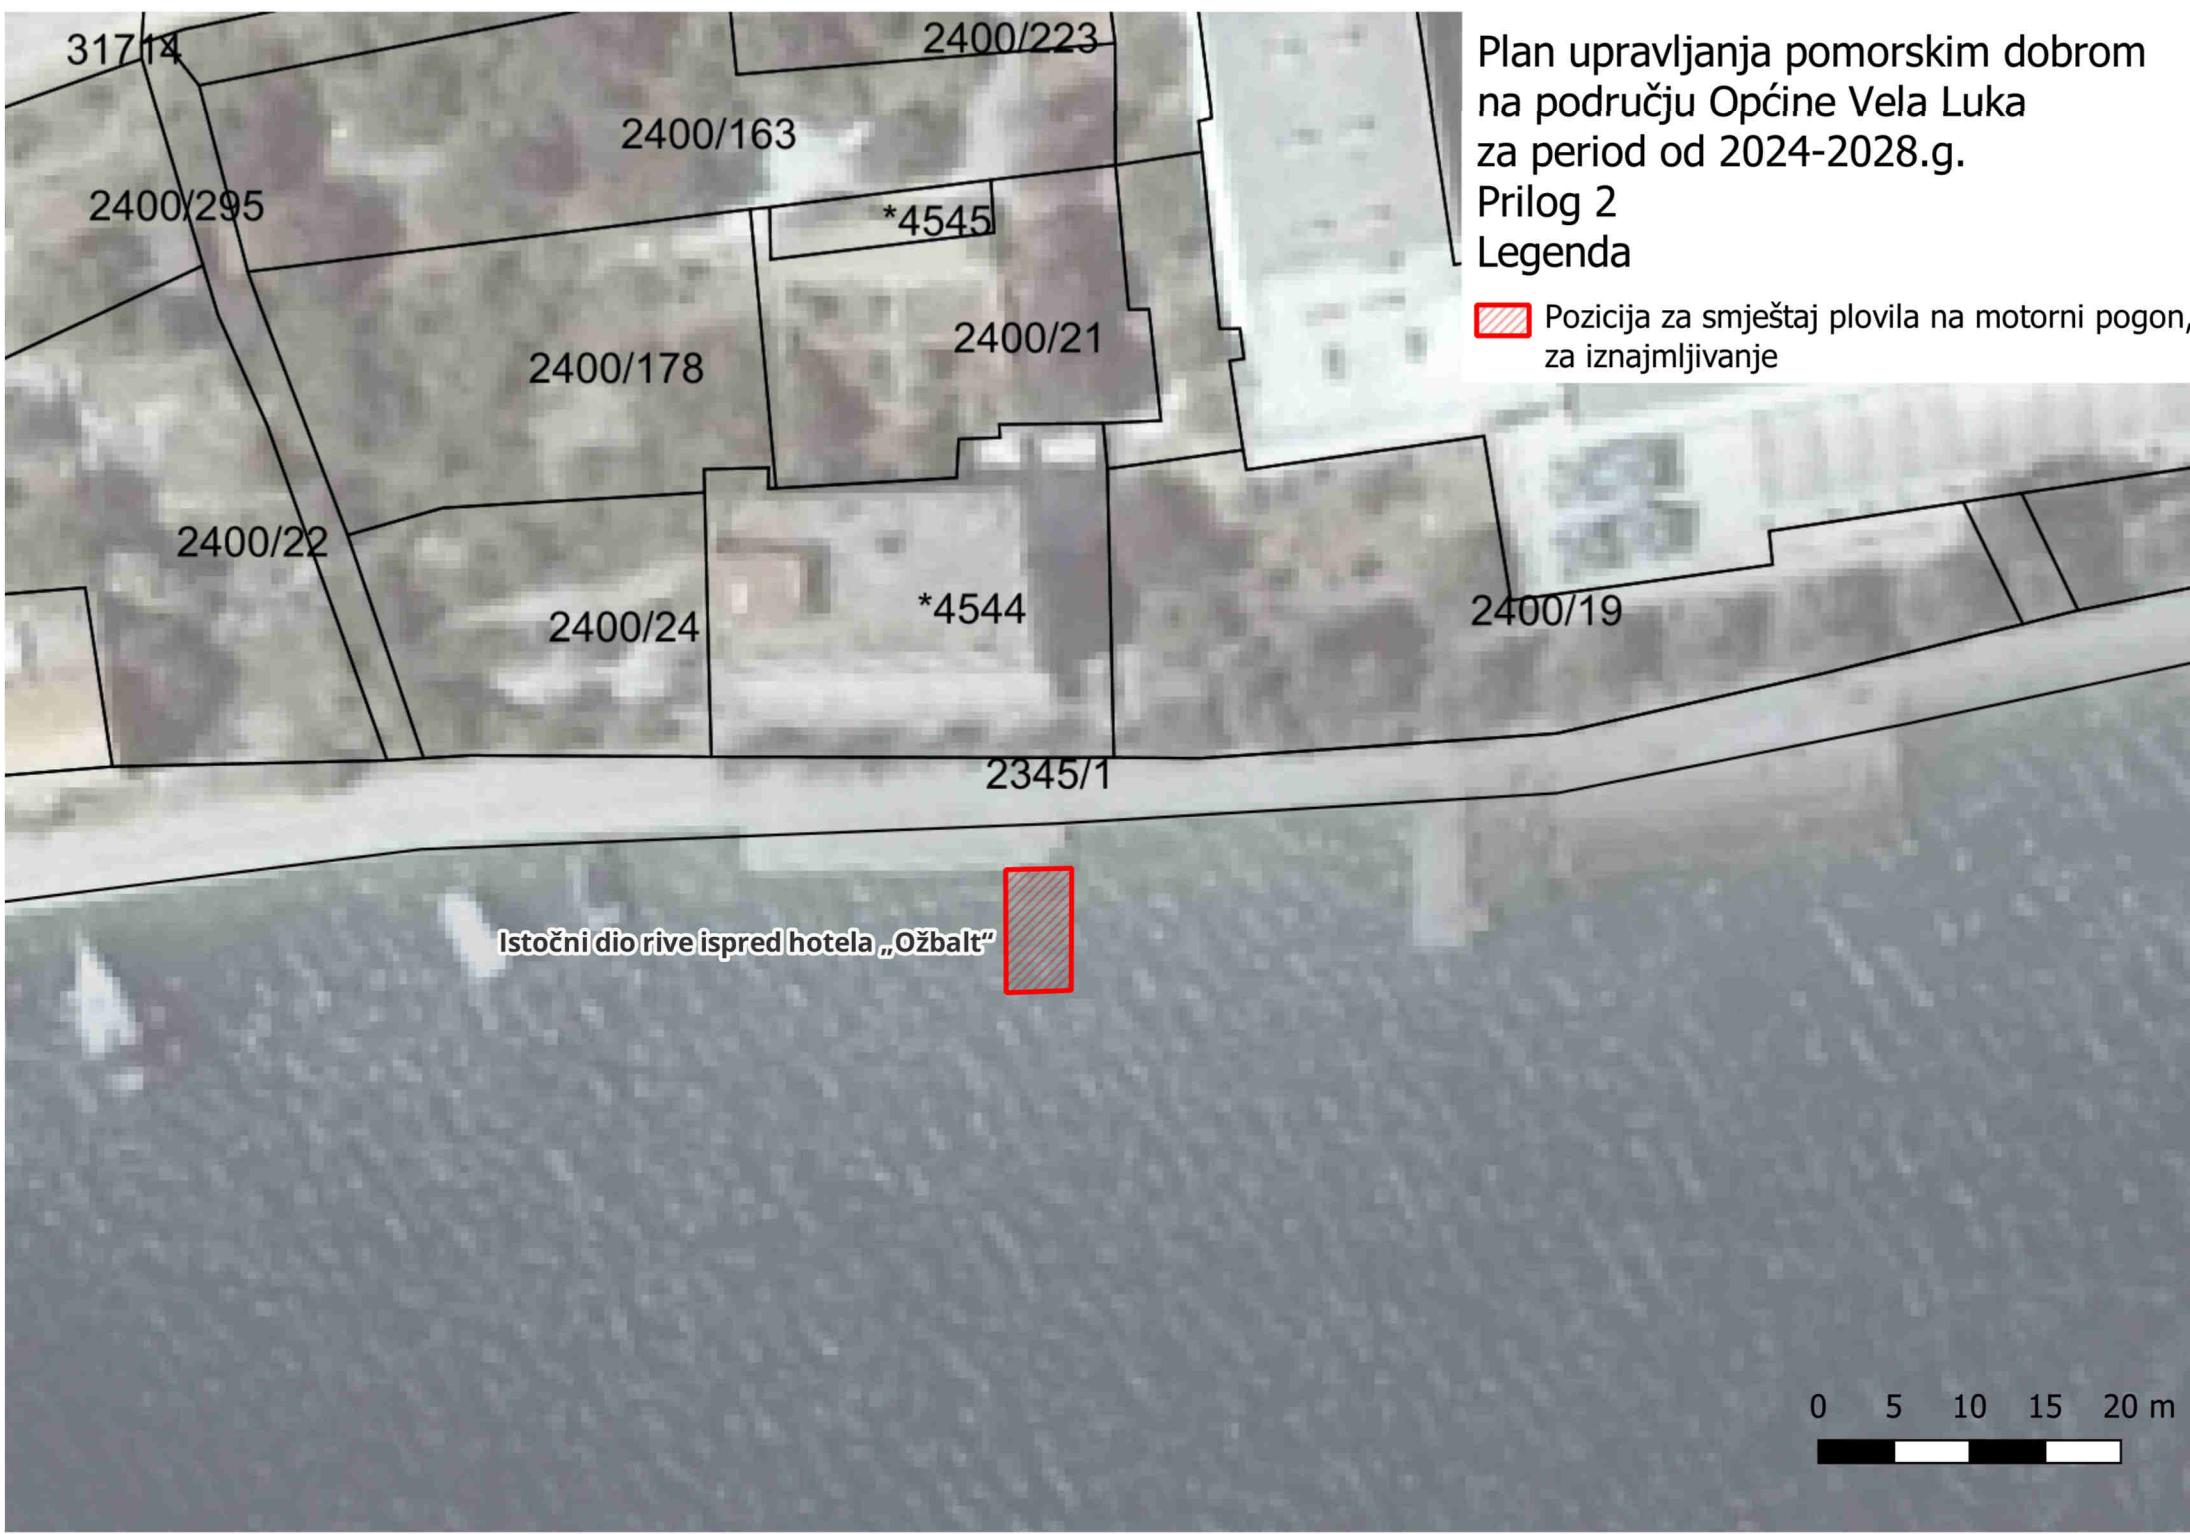 Plan upravljanja pomorskim dobrom
na području Općine Vela Luka
za period od 2024-2028.g.
Prilog 2
Legenda
Pozicija za smještaj plovila na motorni pogon,
za iznajmljivanje
31714
2400/223
2400/163
2400/295
*4545
2400/21
2400/178
2400/22
2400/24
*4544
2400/19
2345/1
Istočni dio rive ispred hotela „Ožbalt“
0 5 10 15 20 m